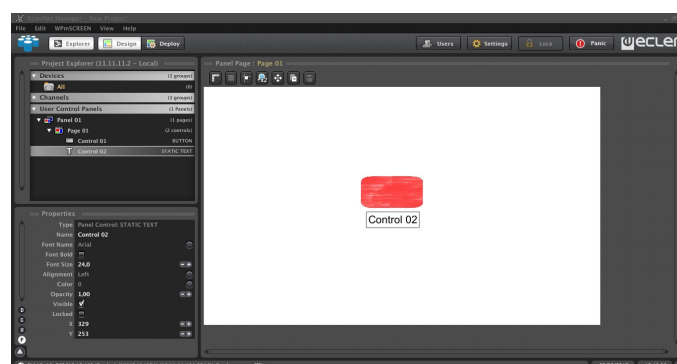 EclerNet Manager - New Project
File Edit WPmSCREEN View Help
Explorer Design Deploy Users Settings Lock Panic ECLER
Project Explorer (11.11.11.2 - Local)
Devices (1 groups)
All (0)
Channels (1 groups)
User Control Panels (1 Panels)
Panel 01 (1 pages)
Page 01 (2 controls)
Control 01 BUTTON
Control 02 STATIC TEXT
Panel Page : Page 01
Control 02
Properties
Type Panel Control: STATIC TEXT
Name Control 02
Font Name Arial
Font Bold
Font Size 24,0
Alignment Left
Color 0
Opacity 1,00
Visible
Locked
X 329
Y 253